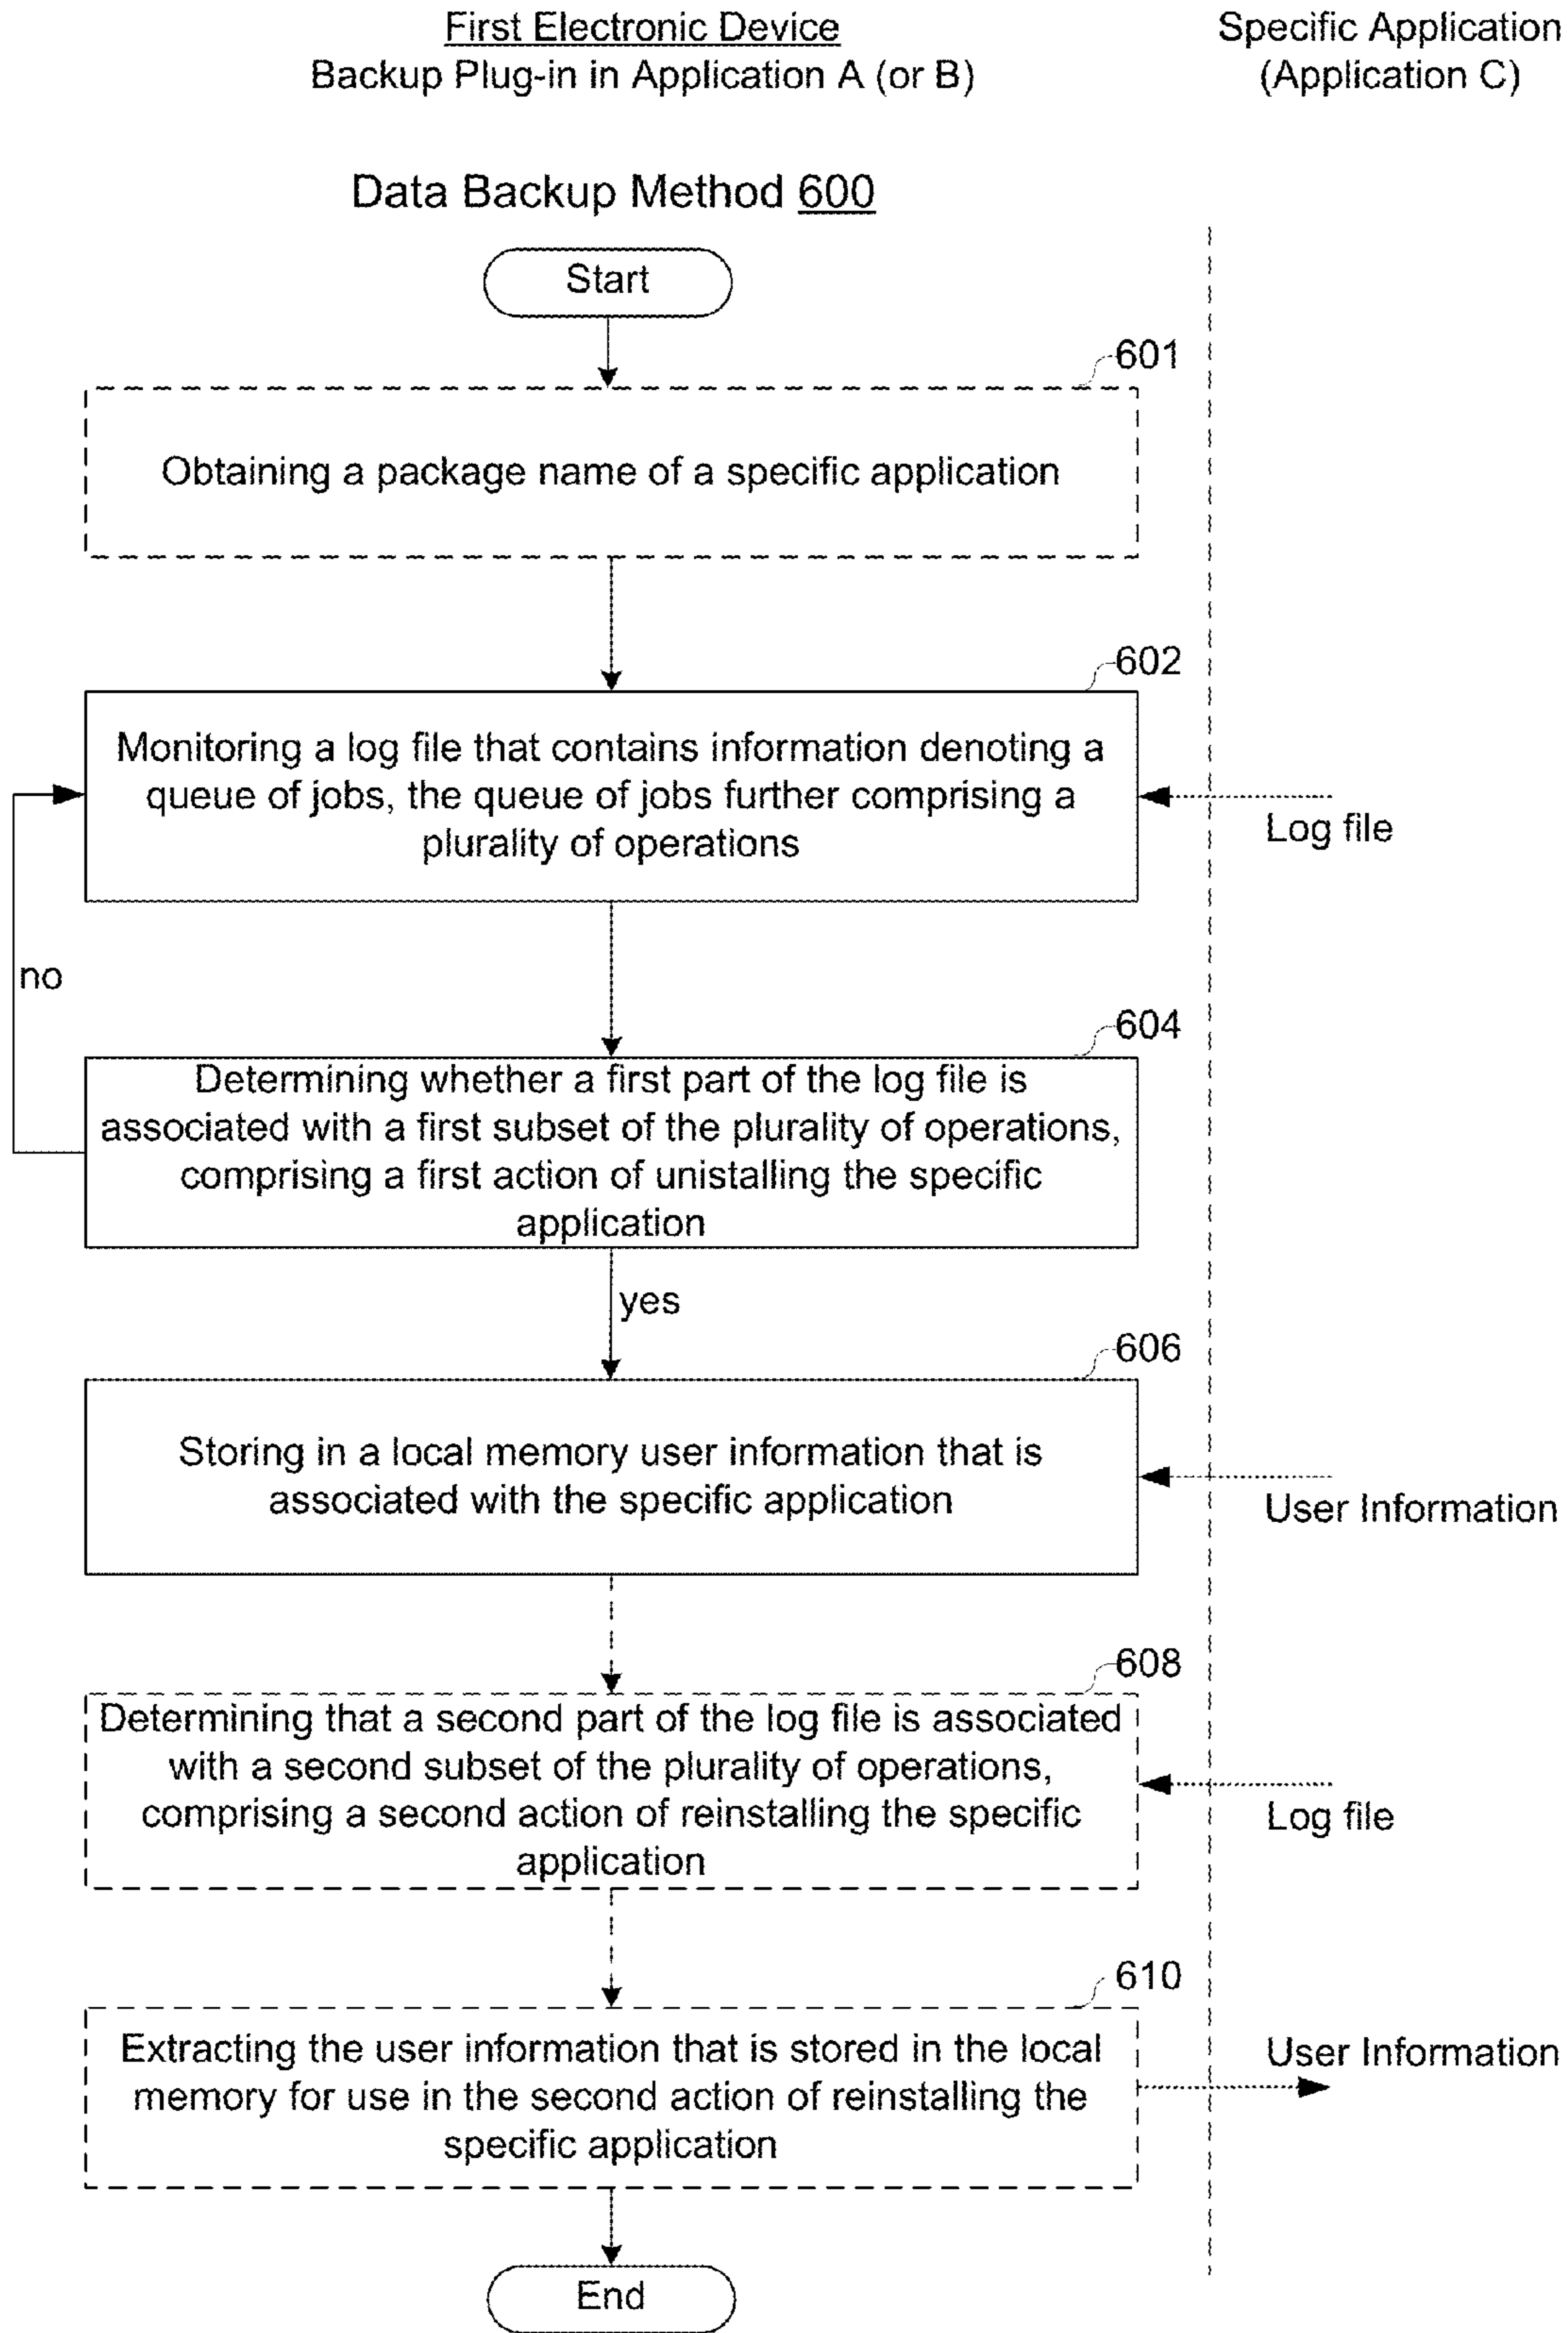 First Electronic Device
Backup Plug-in in Application A (or B)
Specific Application
(Application C)
Data Backup Method 600
Start
601
Obtaining a package name of a specific application
602
Monitoring a log file that contains information denoting a
queue of jobs, the queue of jobs further comprising a
plurality of operations
Log file
no
604
Determining whether a first part of the log file is
associated with a first subset of the plurality of operations,
comprising a first action of unistalling the specific
application
yes
606
Storing in a local memory user information that is
associated with the specific application
User Information
608
Determining that a second part of the log file is associated
with a second subset of the plurality of operations,
comprising a second action of reinstalling the specific
application
Log file
610
Extracting the user information that is stored in the local
memory for use in the second action of reinstalling the
specific application
User Information
End